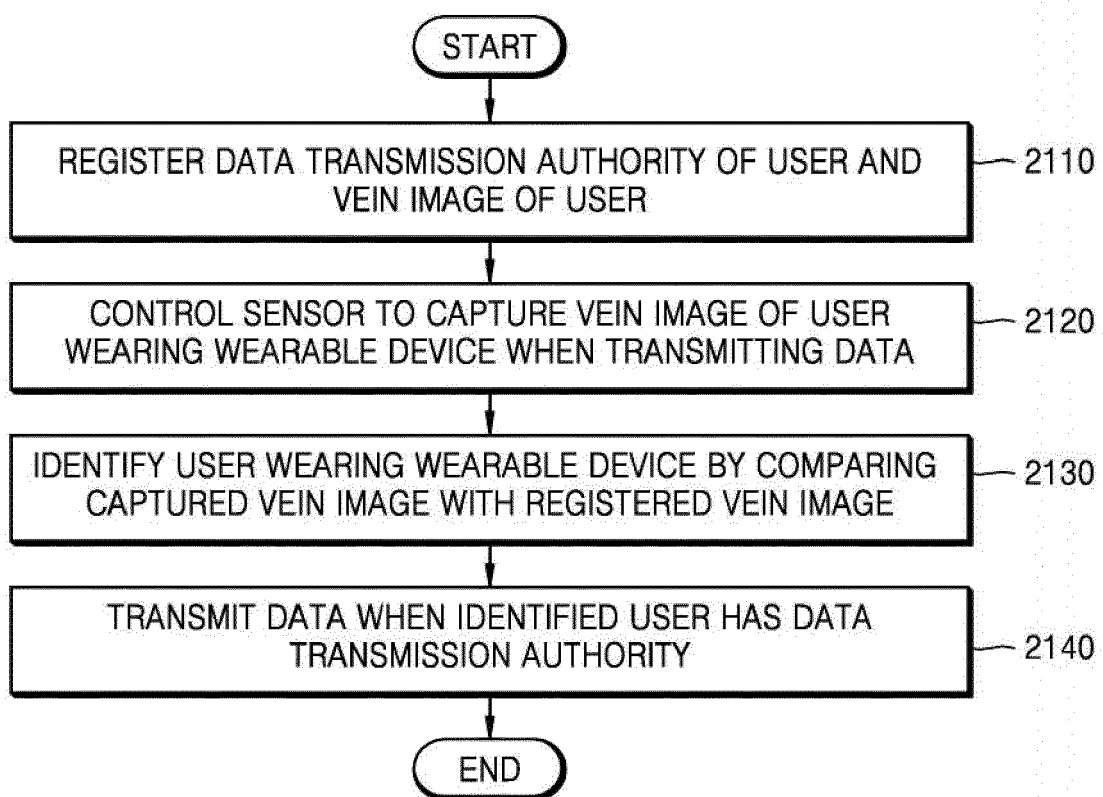 START
REGISTER DATA TRANSMISSION AUTHORITY OF USER AND
VEIN IMAGE OF USER
2110
CONTROL SENSOR TO CAPTURE VEIN IMAGE OF USER
WEARING WEARABLE DEVICE WHEN TRANSMITTING DATA
2120
IDENTIFY USER WEARING WEARABLE DEVICE BY COMPARING
CAPTURED VEIN IMAGE WITH REGISTERED VEIN IMAGE
2130
TRANSMIT DATA WHEN IDENTIFIED USER HAS DATA
TRANSMISSION AUTHORITY
2140
END